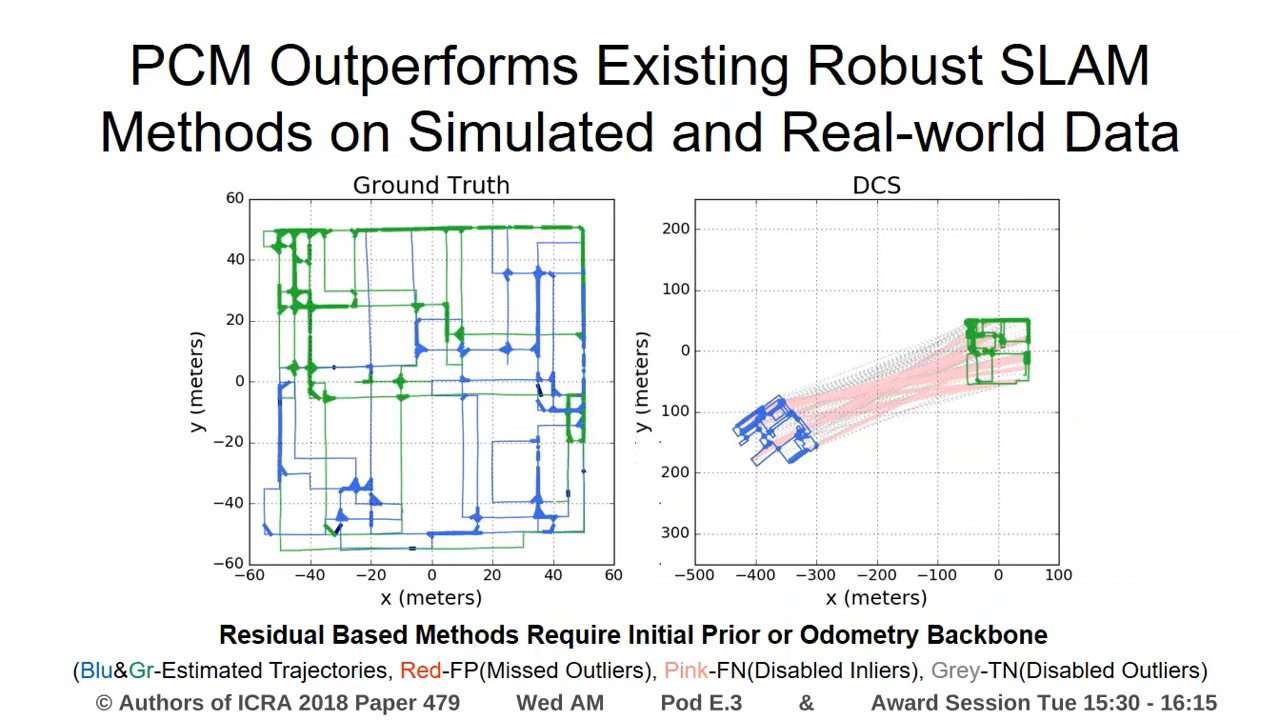 PCM Outperforms Existing Robust SLAM
Methods on Simulated and Real-world Data
Ground Truth
60
40
20
0
−20
−40
−60
−60
−40
−20
0
20
40
60
y (meters)
x (meters)
DCS
200
100
0
100
200
300
−500
−400
−300
−200
−100
0
100
y (meters)
x (meters)
Residual Based Methods Require Initial Prior or Odometry Backbone
(Blu&Gr-Estimated Trajectories, Red-FP(Missed Outliers), Pink-FN(Disabled Inliers), Grey-TN(Disabled Outliers)
© Authors of ICRA 2018 Paper 479 Wed AM Pod E.3 & Award Session Tue 15:30 - 16:15